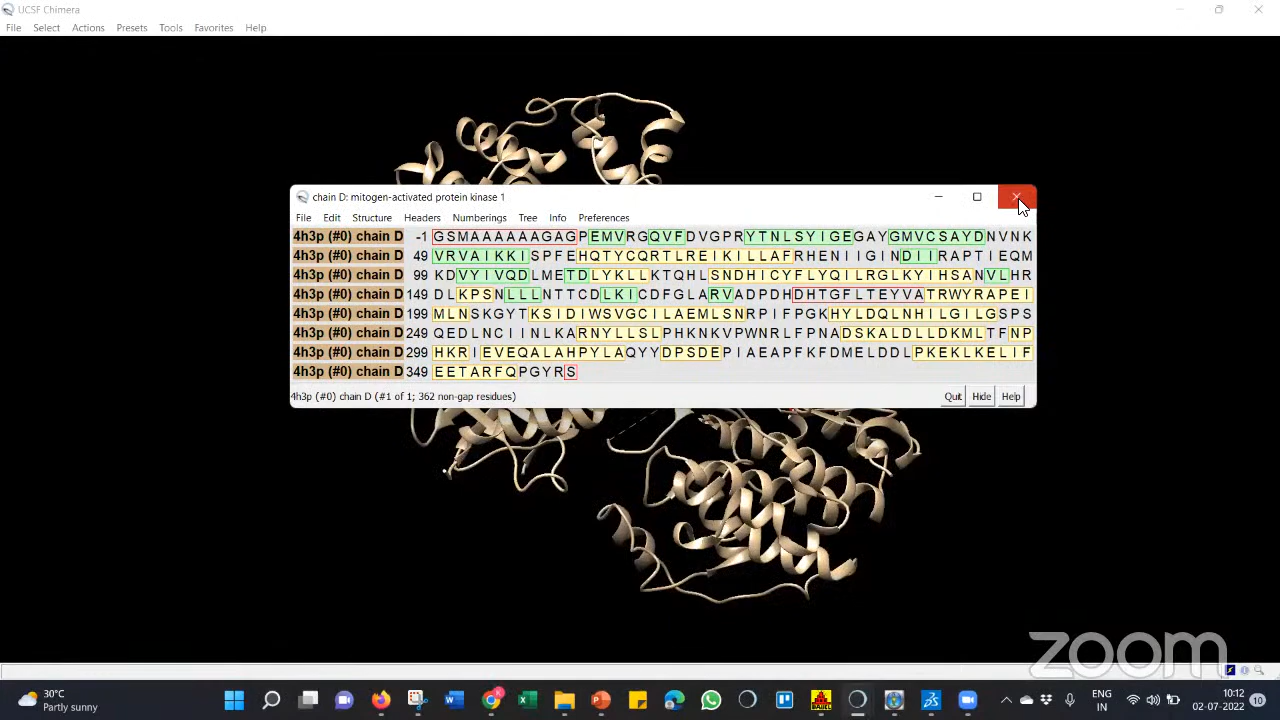 UCSF Chimera
File Select Actions Presets Tools Favorites Help
chain D: mitogen-activated protein kinase 1
File Edit Structure Headers Numberings Tree Info Preferences
4h3p (#0) chain D -1 GSMAAAAAAGAGPEMVRGQVFDVGPRYTNLSYIGEGAYGMVCSAYDNVNK
4h3p (#0) chain D 49 VRVAIKKISPFEHQTYCQRTLREIKILLAFRHENIIGINDIIRAPTIEQM
4h3p (#0) chain D 99 KDVYIVQDLMETDLYKLLKTQHLSNDHICYFLYQILRGLKYIHSANVLHR
4h3p (#0) chain D 149 DLKPSNLLLNTTCDLKICDFGLARVADPDHDHTGFLTEYVATRWYRAPEI
4h3p (#0) chain D 199 MLNSKGYTKSIDIWSVGCILAEMLSNRPIFPGKHYLDQLNHILGILGSPS
4h3p (#0) chain D 249 QEDLNCIINLKARNYLLSLPHKNKVPWNRLFPNADSKALDLLDKMLTFNP
4h3p (#0) chain D 299 HKRIEVEQALAHPYLAQYYDPSDEPIAEAPFKFDMELDDLPKEKLKELIF
4h3p (#0) chain D 349 EETARFQPGYRS
4h3p (#0) chain D (#1 of 1; 362 non-gap residues) Quit Hide Help
zoom
30°C
Partly sunny
ENG
IN
10:12
02-07-2022
10